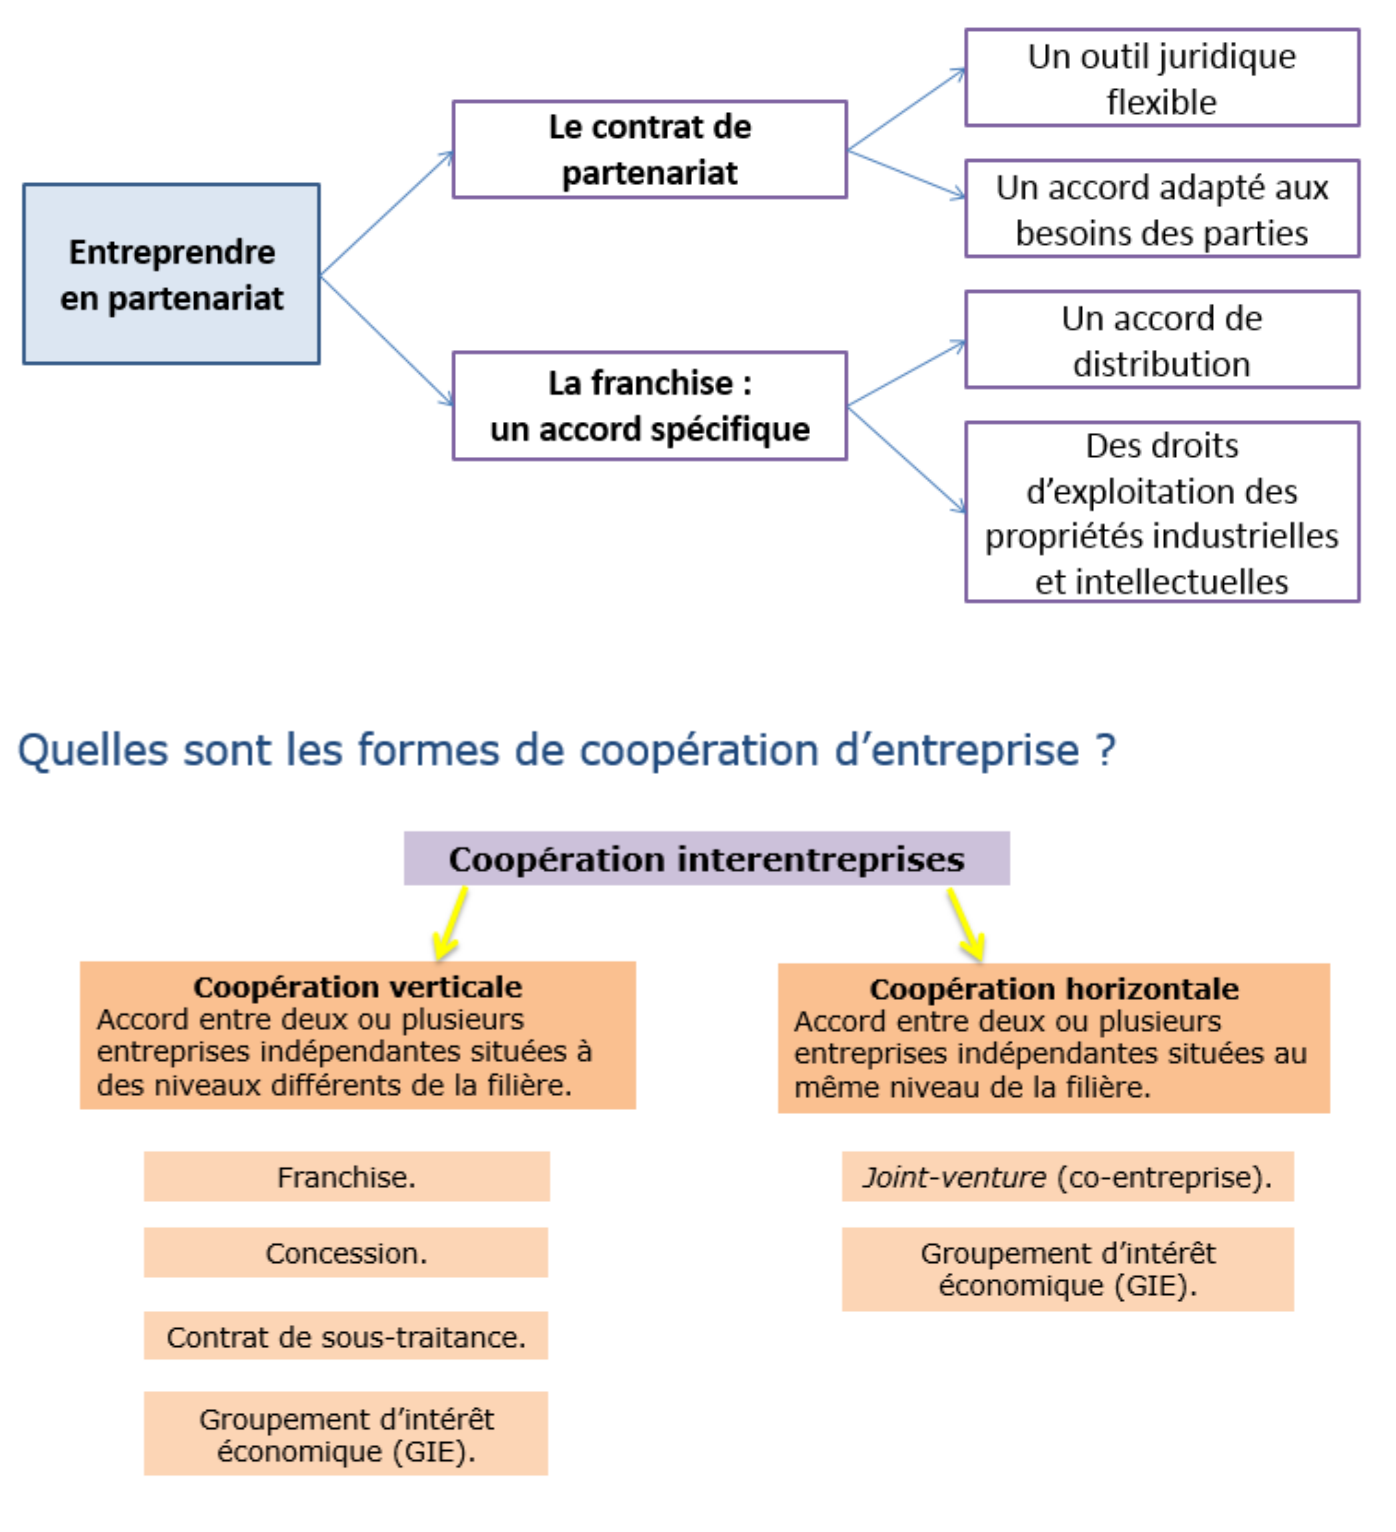 Entreprendre
en partenariat
Le contrat de
partenariat
Un outil juridique
flexible
Un accord adapté aux
besoins des parties
La franchise :
un accord spécifique
Un accord de
distribution
Des droits
d’exploitation des
propriétés industrielles
et intellectuelles
Quelles sont les formes de coopération d’entreprise ?
Coopération interentreprises
Coopération verticale
Accord entre deux ou plusieurs
entreprises indépendantes situées à
des niveaux différents de la filière.
Franchise.
Concession.
Contrat de sous-traitance.
Groupement d’intérêt
économique (GIE).
Coopération horizontale
Accord entre deux ou plusieurs
entreprises indépendantes situées au
même niveau de la filière.
Joint-venture (co-entreprise).
Groupement d’intérêt
économique (GIE).